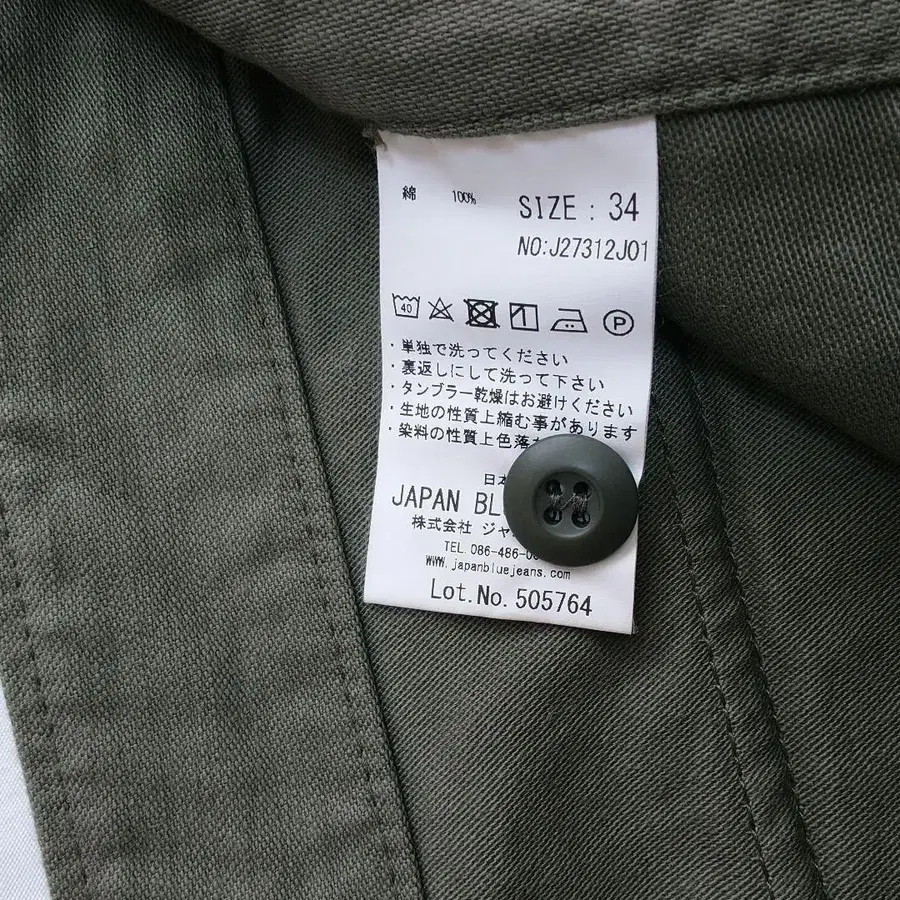 綿 100%
SIZE : 34
NO:J27312J01
40 P
・単独で洗ってください
・裏返しにして洗って下さい
・タンブラー乾燥はお避けください
・生地の性質上縮む事があります
・染料の性質上色落
日本
JAPAN BL
株式会社 ジャ
TEL.086-486-0
www.japanbluejeans.com
Lot.No.505764